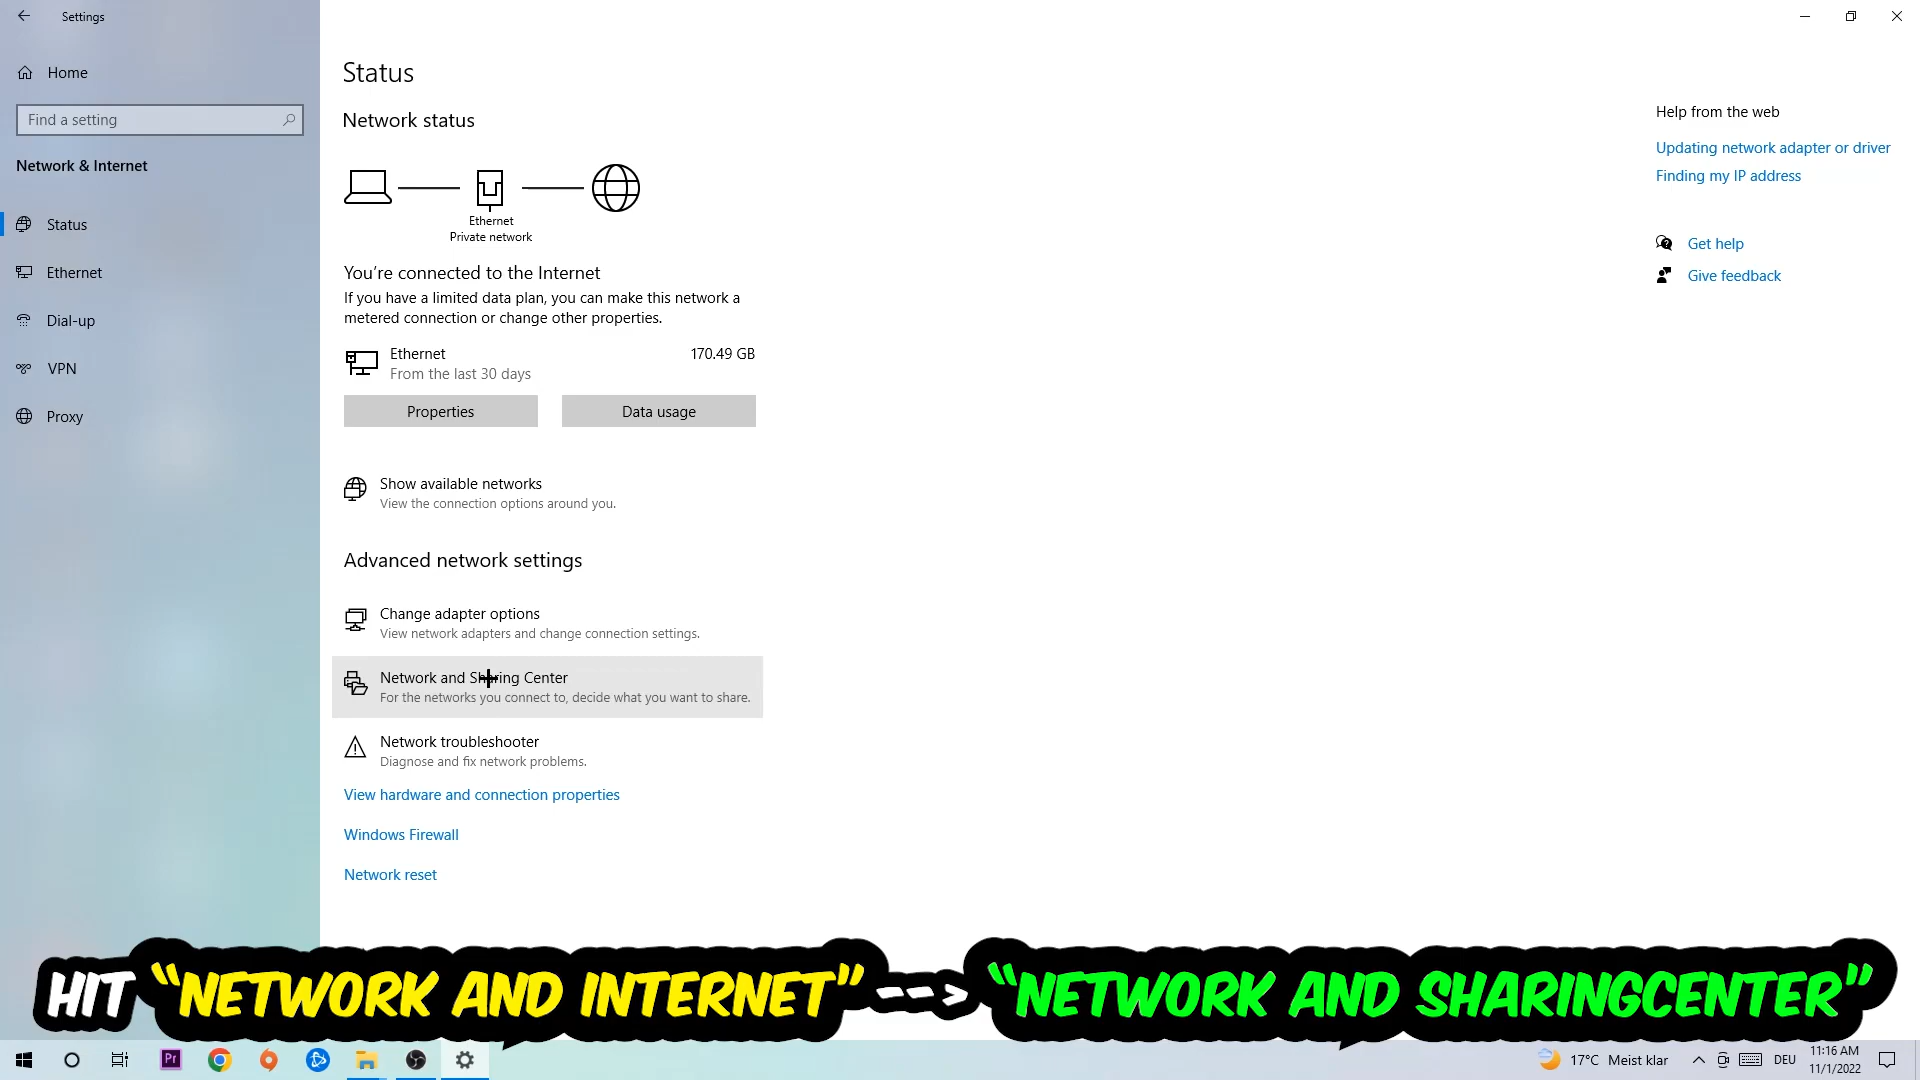 Settings
Home
Find a setting
Network & Internet
Status
Ethernet
Dial-up
VPN
Proxy
Status
Network status
Ethernet
Private network
You're connected to the Internet
If you have a limited data plan, you can make this network a
metered connection or change other properties.
Ethernet 170.49 GB
From the last 30 days
Properties Data usage
Show available networks
View the connection options around you.
Advanced network settings
Change adapter options
View network adapters and change connection settings.
Network and Sharing Center
For the networks you connect to, decide what you want to share.
Network troubleshooter
Diagnose and fix network problems.
View hardware and connection properties
Windows Firewall
Network reset
Help from the web
Updating network adapter or driver
Finding my IP address
Get help
Give feedback
HIT "NETWORK AND INTERNET" ---> "NETWORK AND SHARINGCENTER"
Pr
17°C Meist klar
DEU
11:16 AM
11/1/2022